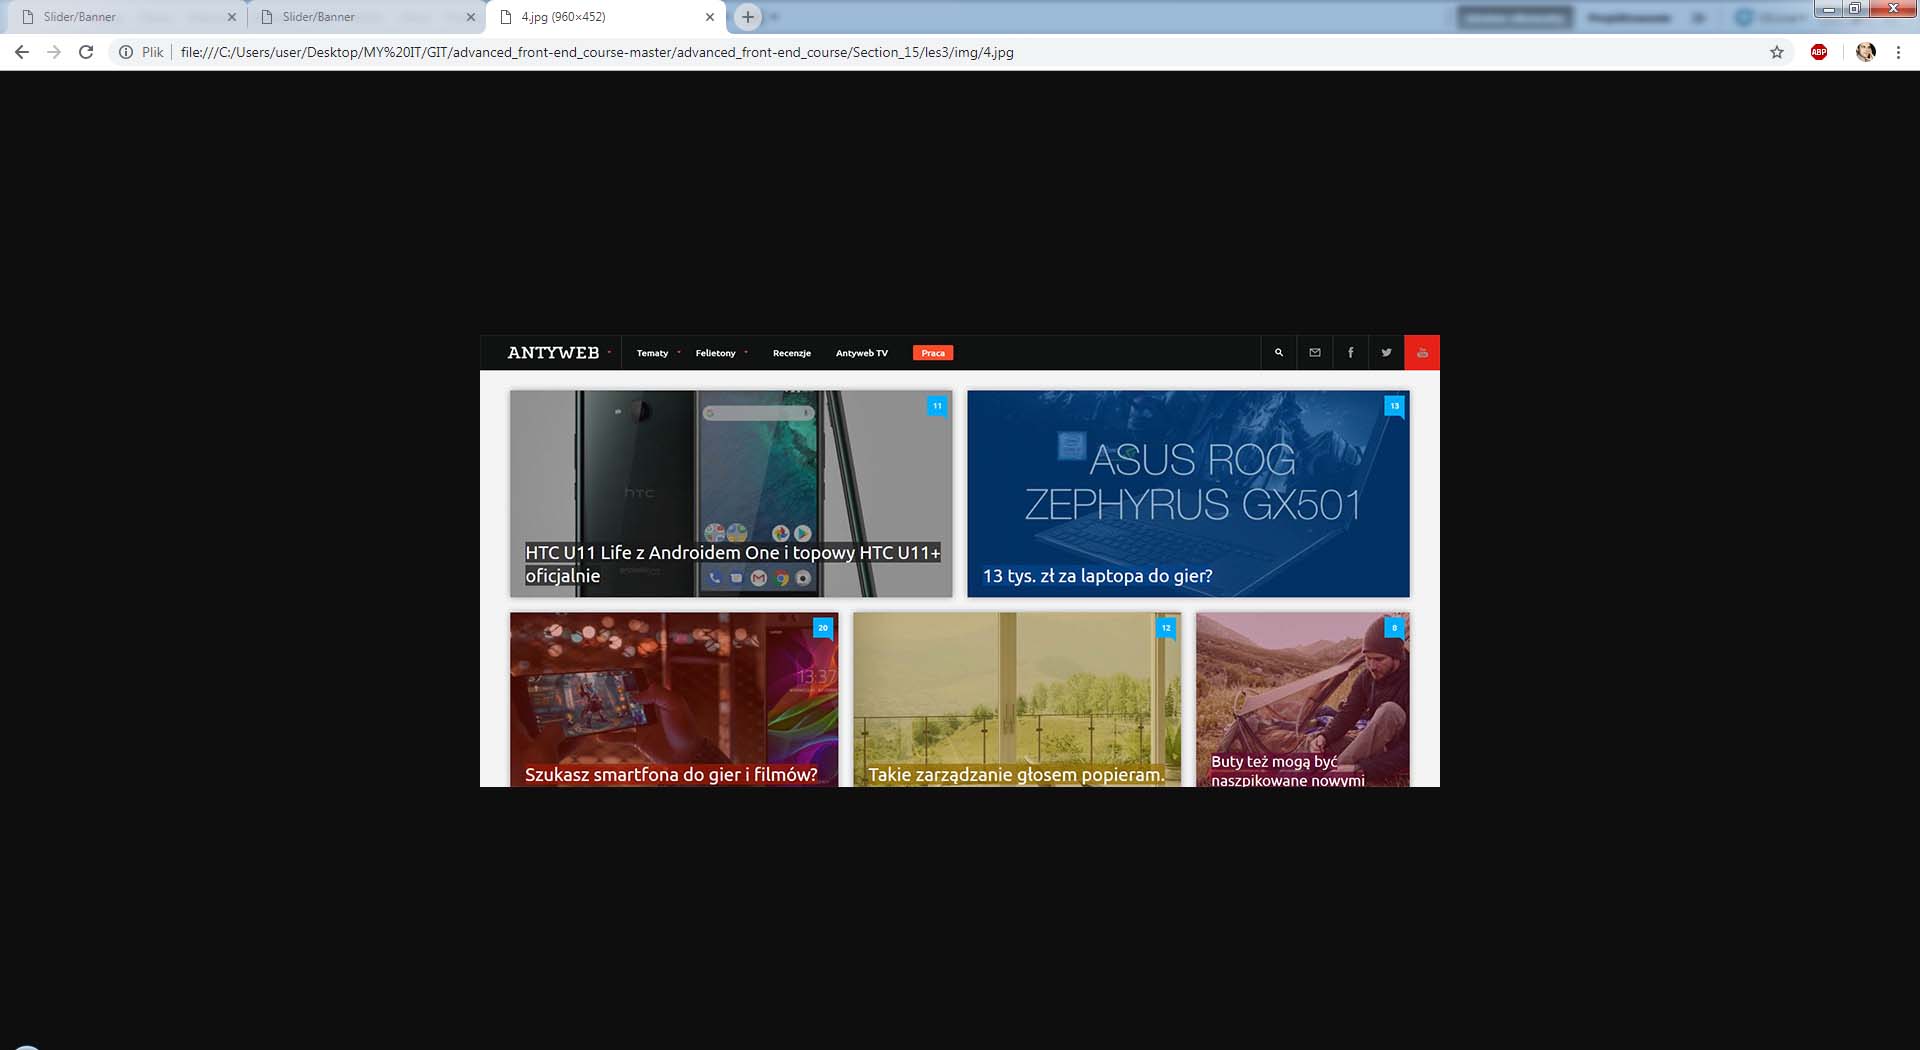 Slider/Banner
Slider/Banner
4.jpg (960×452)
Plik
file:///C:/Users/user/Desktop/MY%20IT/GIT/advanced_front-end_course-master/advanced_front-end_course/Section_15/les3/img/4.jpg
ABP
ANTYWEB
Tematy
Felietony
Recenzje
Antyweb TV
Praca
11
13
hTC
ASUS ROG
ZEPHYRUS GX501
HTC U11 Life z Androidem One i topowy HTC U11+
oficjalnie
13 tys. zł za laptopa do gier?
20
12
8
13:37
Szukasz smartfona do gier i filmów?
Takie zarządzanie głosem popieram.
Buty też mogą być
naszpikowane nowymi